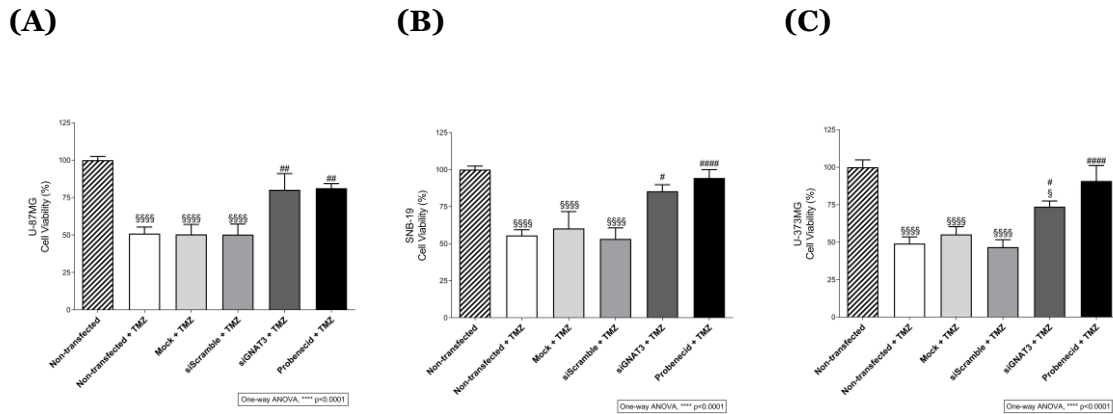 (A)
U-87MG
Cell Viability (%)
125
100
75
50
25
0
§§§§
§§§§
§§§§
##
##
Non-transfected
Non-transfected + TMZ
Mock + TMZ
siScramble + TMZ
siGNAT3 + TMZ
Probenecid + TMZ
One-way ANOVA, **** p<0.0001
(B)
SNB-19
Cell Viability (%)
125
100
75
50
25
0
§§§§
§§§§
§§§§
#
####
Non-transfected
Non-transfected + TMZ
Mock + TMZ
siScramble + TMZ
siGNAT3 + TMZ
Probenecid + TMZ
One-way ANOVA, **** p<0.0001
(C)
U-373MG
Cell Viability (%)
125
100
75
50
25
0
§§§§
§§§§
§§§§
#
§
####
Non-transfected
Non-transfected + TMZ
Mock + TMZ
siScramble + TMZ
siGNAT3 + TMZ
Probenecid + TMZ
One-way ANOVA, **** p<0.0001